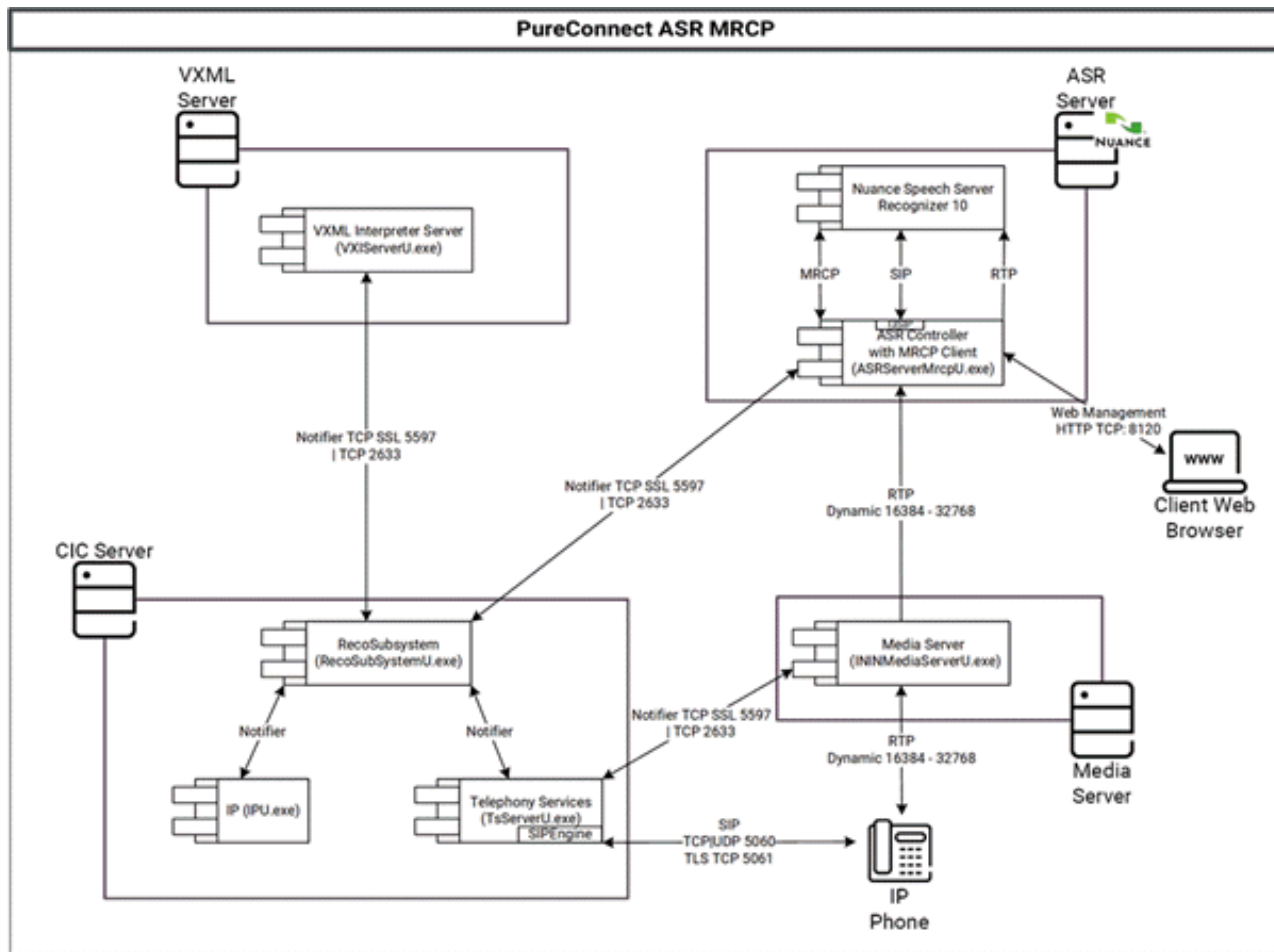 PureConnect ASR MRCP
VXML
Server
ASR
Server
NUANCE
VXML Interpreter Server
(VXIServerU.exe)
Nuance Speech Server
Recognizer 10
MRCP
SIP
RTP
ASR Controller
with MRCP Client
(ASRServerMrcpU.exe)
Web Management
HTTP TCP: 8120
www
Client Web
Browser
Notifier TCP SSL 5597
| TCP 2633
Notifier TCP SSL 5597
| TCP 2633
RTP
Dynamic 16384 - 32768
CIC Server
RecoSubsystem
(RecoSubSystemU.exe)
Media Server
(ININMediaServerU.exe)
Notifier
Notifier
Notifier TCP SSL 5597
| TCP 2633
RTP
Dynamic 16384 - 32768
Media
Server
IP (IPU.exe)
Telephony Services
(TsServerU.exe)
SIPEngine
SIP
TCP|UDP 5060
TLS TCP 5061
IP
Phone